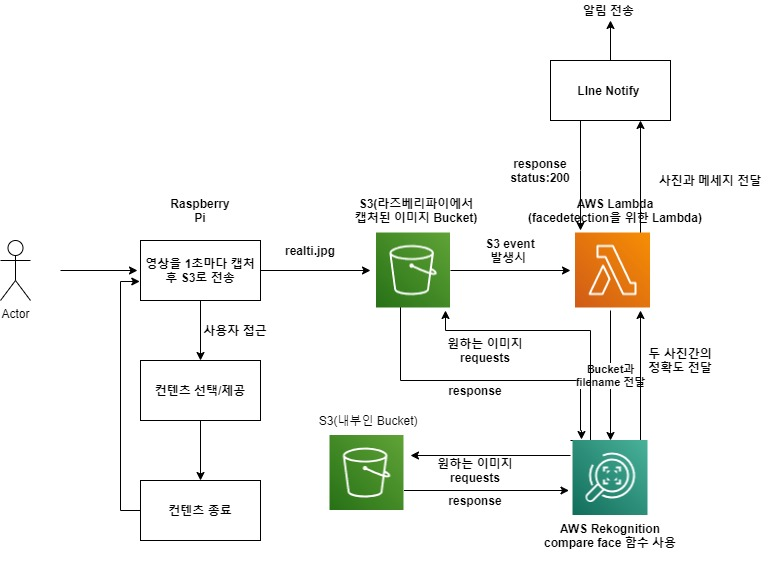 알림 전송
LIne Notify
response
status:200
사진과 메세지 전달
Raspberry
Pi
S3(라즈베리파이에서
캡처된 이미지 Bucket)
AWS Lambda
(facedetection을 위한 Lambda)
영상을 1초마다 캡처
후 S3로 전송
realti.jpg
S3 event
발생시
Actor
사용자 접근
원하는 이미지
requests
두 사진간의
정확도 전달
Bucket과
filename 전달
컨텐츠 선택/제공
response
S3(내부인 Bucket)
원하는 이미지
requests
response
컨텐츠 종료
AWS Rekognition
compare face 함수 사용